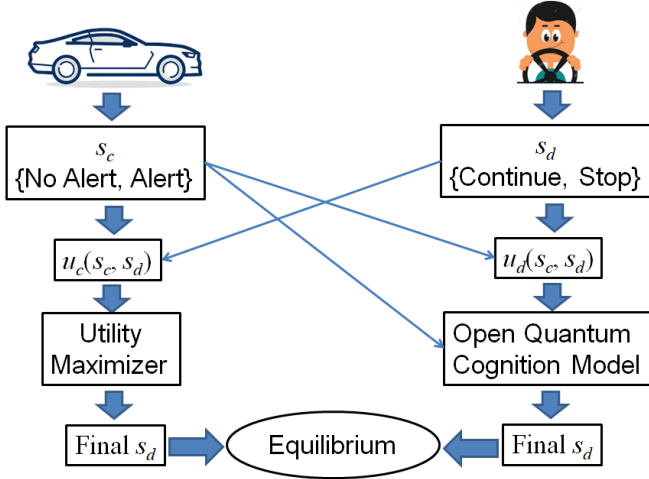 s_c
{No Alert, Alert}
s_d
{Continue, Stop}
u_c(s_c, s_d)
u_d(s_c, s_d)
Utility
Maximizer
Open Quantum
Cognition Model
Final s_d
Equilibrium
Final s_d